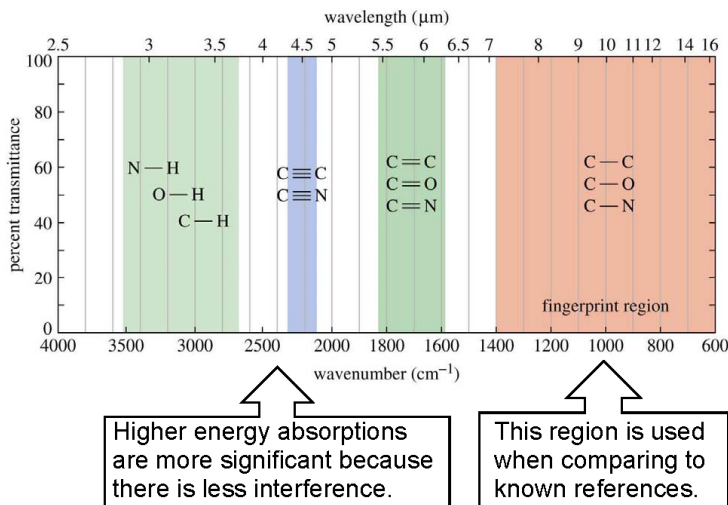 wavelength (μm)
2.5 3 3.5 4 4.5 5.5 6 6.5 7 8 9 10 11 12 14 16
100
80
60
40
20
0
percent transmittance
N—H
O—H
C—H
C≡C
C≡N
C=C
C=O
C=N
C—C
C—O
C—N
fingerprint region
4000 3500 3000 2500 2000 1800 1600 1400 1200 1000 800 600
wavenumber (cm⁻¹)
Higher energy absorptions
are more significant because
there is less interference.
This region is used
when comparing to
known references.